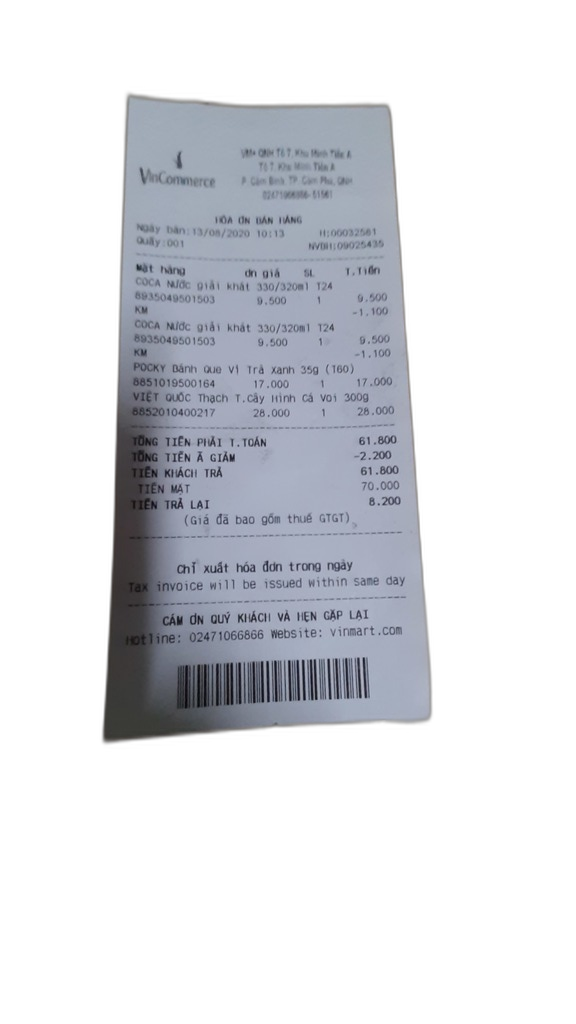 VinCommerce
VM+ QNH Tổ 7, Khu Minh Tiến A
Tổ 7, Khu Minh Tiến A
P. Cẩm Bình, TP. Cẩm Phả, QNH
HÓA ƠN BÁN HÀNG
Ngày bán:13/08/2020 10:13 H:00032581
Quầy:001 NVBH:09025435
Mặt hàng ơn giá SL T.Tiền
COCA Nước giải khát 330/320ml T24
8935049501503 9.500 1 9.500
KM -1.100
COCA Nước giải khát 330/320ml T24
8935049501503 9.500 1 9.500
KM -1.100
POCKY Bánh Que Vị Trà Xanh 35g (T60)
8851019500164 17.000 1 17.000
VIỆT QUỐC Thạch T.Cây Hình Cá Voi 300g
8852010400217 28.000 1 28.000
TỔNG TIỀN PHẢI T.TOÁN 61.800
TỔNG TIỀN Ã GIẢM -2.200
TIỀN KHÁCH TRẢ 61.800
TIỀN MẶT 70.000
TIỀN TRẢ LẠI 8.200
(Giá đã bao gồm thuế GTGT)
Chỉ xuất hóa đơn trong ngày
Tax invoice will be issued within same day
CẢM ƠN QUÝ KHÁCH VÀ HẸN GẶP LẠI
Hotline: 02471066866 Website: vinmart.com